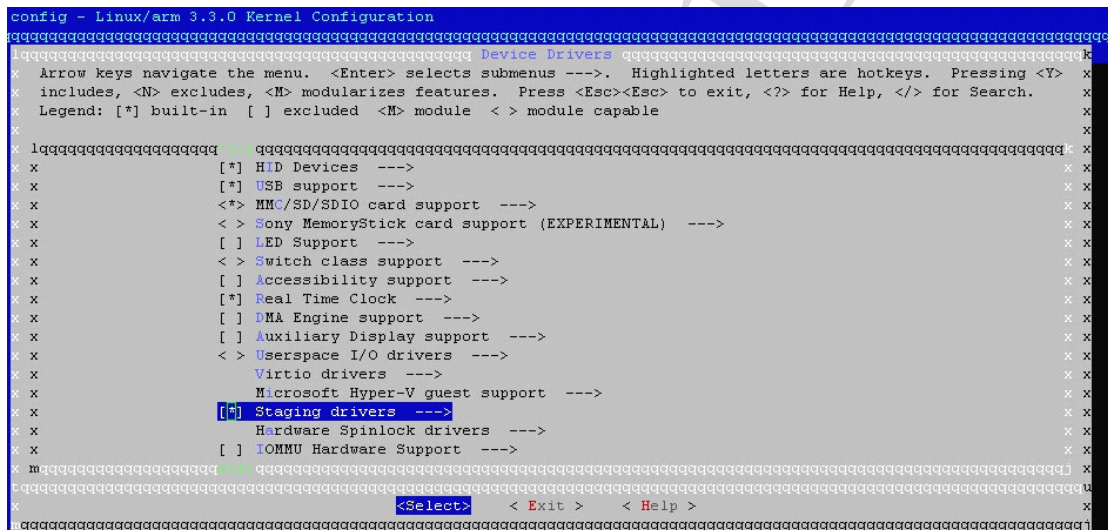 config - Linux/arm 3.3.0 Kernel Configuration
Device Drivers
Arrow keys navigate the menu. <Enter> selects submenus --->. Highlighted letters are hotkeys. Pressing <Y>
includes, <N> excludes, <M> modularizes features. Press <Esc><Esc> to exit, <?> for Help, </> for Search.
Legend: [*] built-in [ ] excluded <M> module < > module capable
[*] HID Devices --->
[*] USB support --->
<*> MMC/SD/SDIO card support --->
< > Sony MemoryStick card support (EXPERIMENTAL) --->
[ ] LED Support --->
< > Switch class support --->
[ ] Accessibility support --->
[*] Real Time Clock --->
[ ] DMA Engine support --->
[ ] Auxiliary Display support --->
< > Userspace I/O drivers --->
Virtio drivers --->
Microsoft Hyper-V guest support --->
[*] Staging drivers --->
Hardware Spinlock drivers --->
[ ] IOMMU Hardware Support --->
<Select> < Exit > < Help >